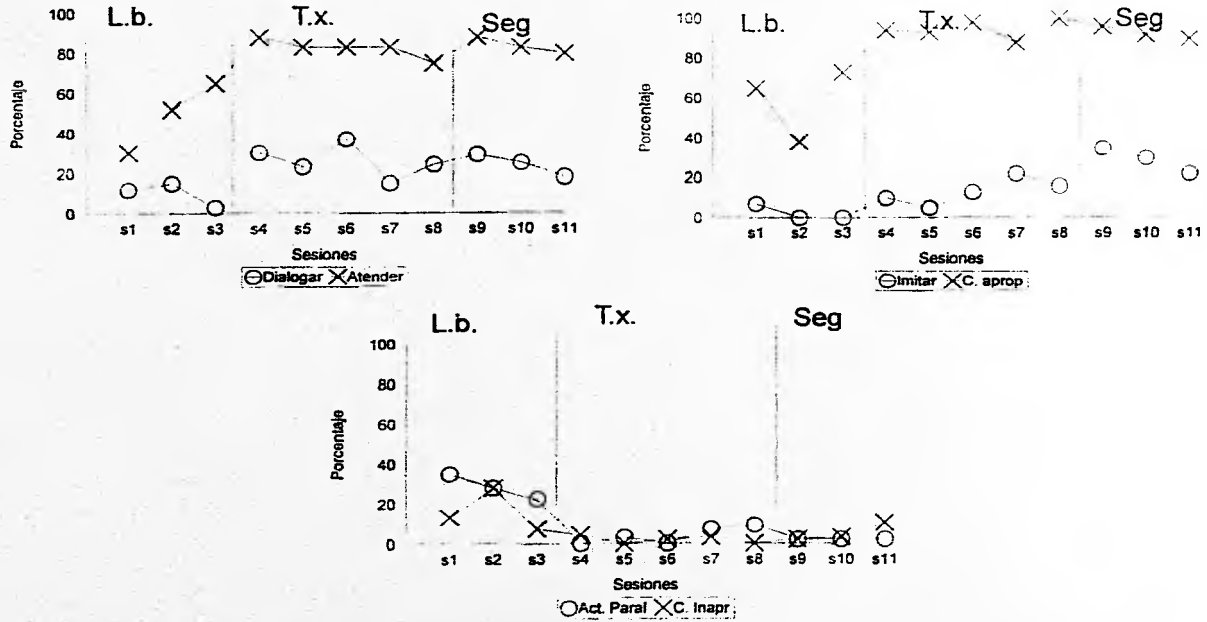 L.b. T.x. Seg
100
80
60
40
20
0
Porcentaje
s1 s2 s3 s4 s5 s6 s7 s8 s9 s10 s11
Sesiones
Dialogar Atender
L.b. T.x. Seg
100
80
60
40
20
0
Porcentaje
s1 s2 s3 s4 s5 s6 s7 s8 s9 s10 s11
Sesiones
Imitar C. aprop
L.b. T.x. Seg
100
80
60
40
20
0
Porcentaje
s1 s2 s3 s4 s5 s6 s7 s8 s9 s10 s11
Sesiones
Act. Paral C. Inapr